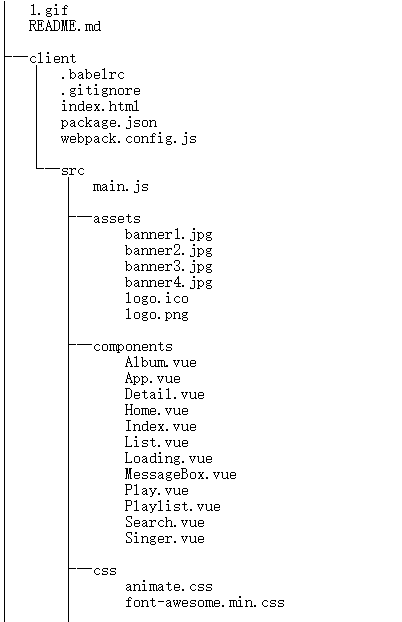 1.gif
README.md
client
.babelrc
.gitignore
index.html
package.json
webpack.config.js
src
main.js
assets
banner1.jpg
banner2.jpg
banner3.jpg
banner4.jpg
logo.ico
logo.png
components
Album.vue
App.vue
Detail.vue
Home.vue
Index.vue
List.vue
Loading.vue
MessageBox.vue
Play.vue
Playlist.vue
Search.vue
Singer.vue
css
animate.css
font-awesome.min.css